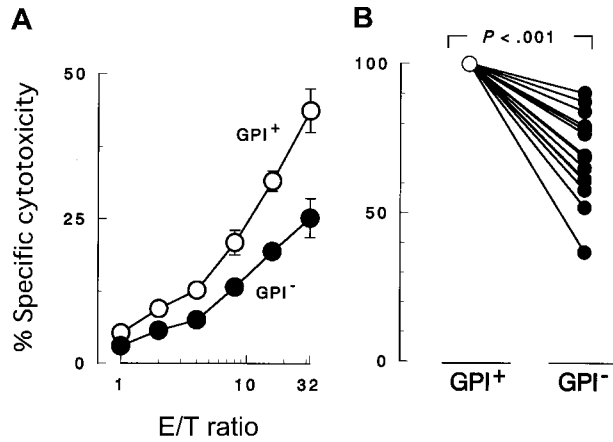 A
B
P < .001
50
25
0
% Specific cytotoxicity
GPI+
GPI-
1
10
32
E/T ratio
100
50
0
GPI+
GPI-